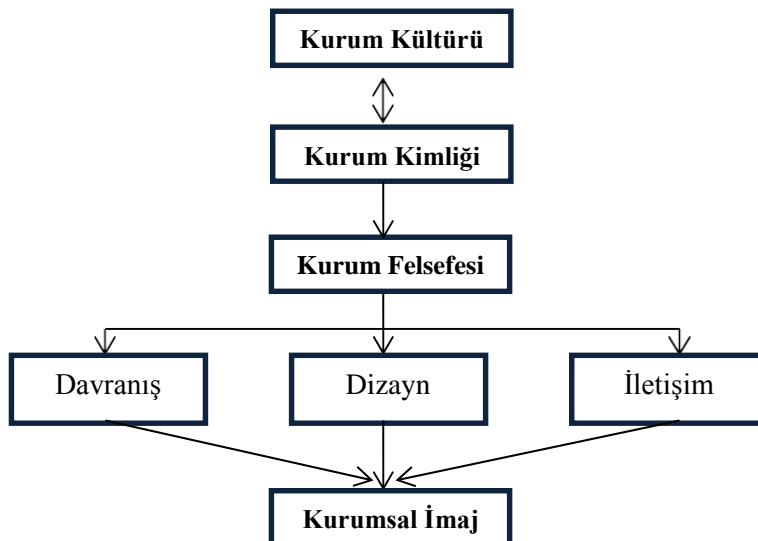 Kurum Kültürü
Kurum Kimliği
Kurum Felsefesi
Davranış
Dizayn
İletişim
Kurumsal İmaj